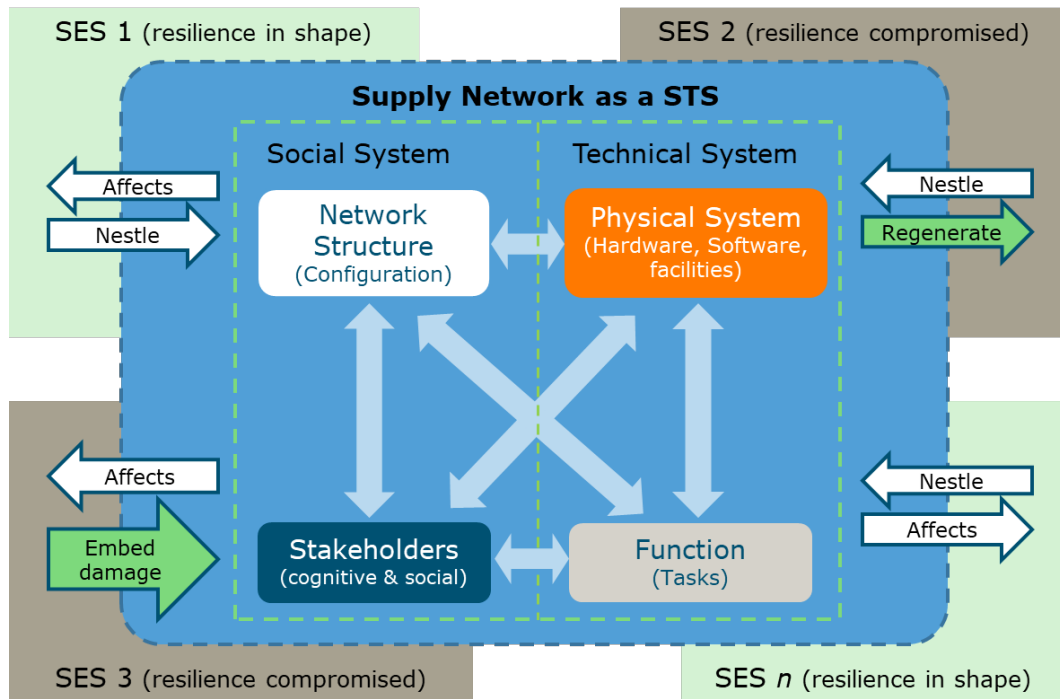 SES 1 (resilience in shape)
SES 2 (resilience compromised)
Supply Network as a STS
Social System
Technical System
Affects
Nestle
Network
Structure
(Configuration)
Physical System
(Hardware, Software,
facilities)
Nestle
Regenerate
Affects
Embed
damage
Stakeholders
(cognitive & social)
Function
(Tasks)
Nestle
Affects
SES 3 (resilience compromised)
SES n (resilience in shape)